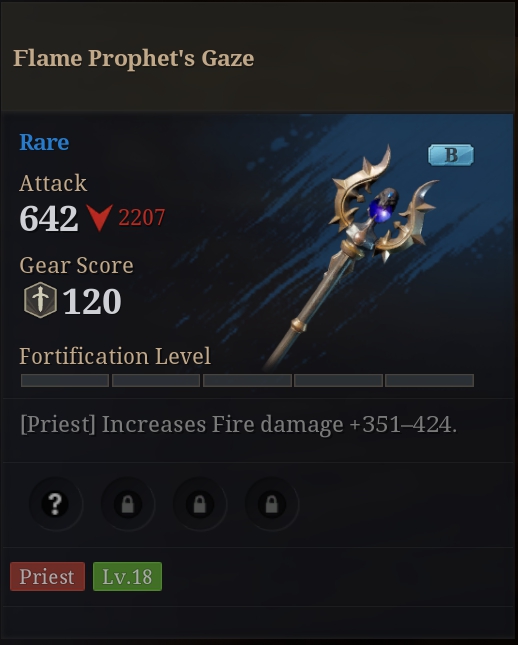 Flame Prophet's Gaze
Rare
B
Attack
642 2207
Gear Score
120
Fortification Level
[Priest] Increases Fire damage +351–424.
?
Priest Lv.18